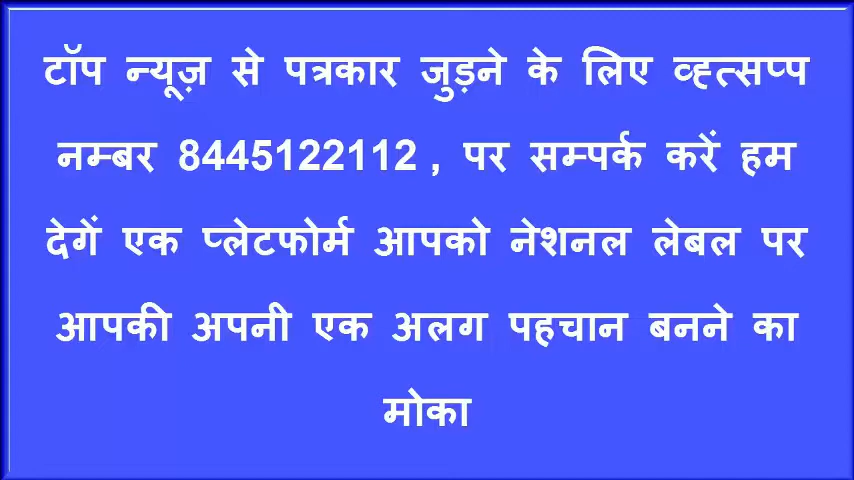 टॉप न्यूज़ से पत्रकार जुड़ने के लिए व्ह्त्सप्प
नम्बर 8445122112 , पर सम्पर्क करें हम
देगें एक प्लेटफोर्म आपको नेशनल लेबल पर
आपकी अपनी एक अलग पहचान बनने का
मोका